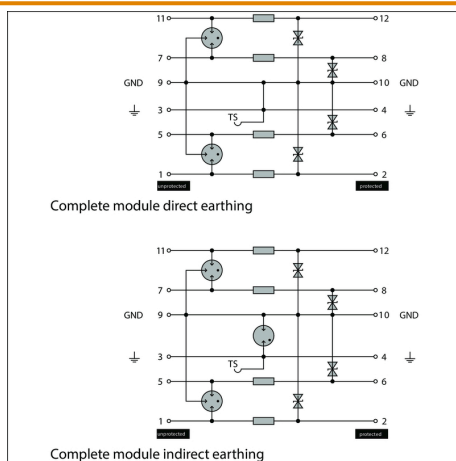 11 12
7 8
GND 9 10 GND
3 4
TS
5 6
1 2
unprotected protected
Complete module direct earthing
11 12
7 8
GND 9 10 GND
3 4
TS
5 6
1 2
unprotected protected
Complete module indirect earthing